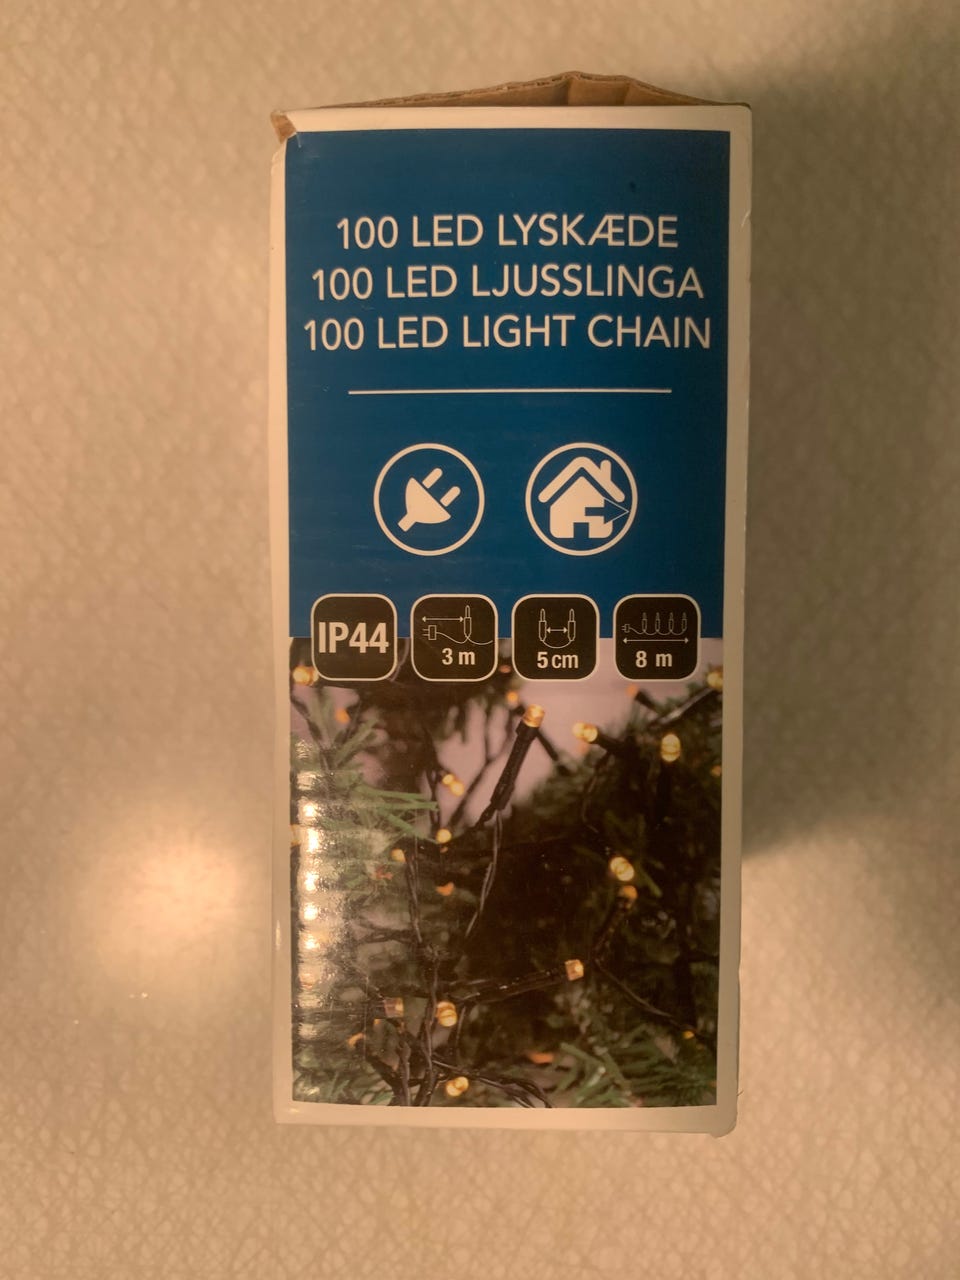 100 LED LYSKÆDE
100 LED LJUSSLINGA
100 LED LIGHT CHAIN
IP44
3 m
5 cm
8 m